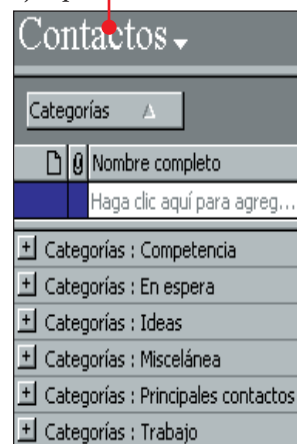 Contactos
Categorías
Nombre completo
Haga clic aquí para agreg...
Categorías : Competencia
Categorías : En espera
Categorías : Ideas
Categorías : Miscelánea
Categorías : Principales contactos
Categorías : Trabajo